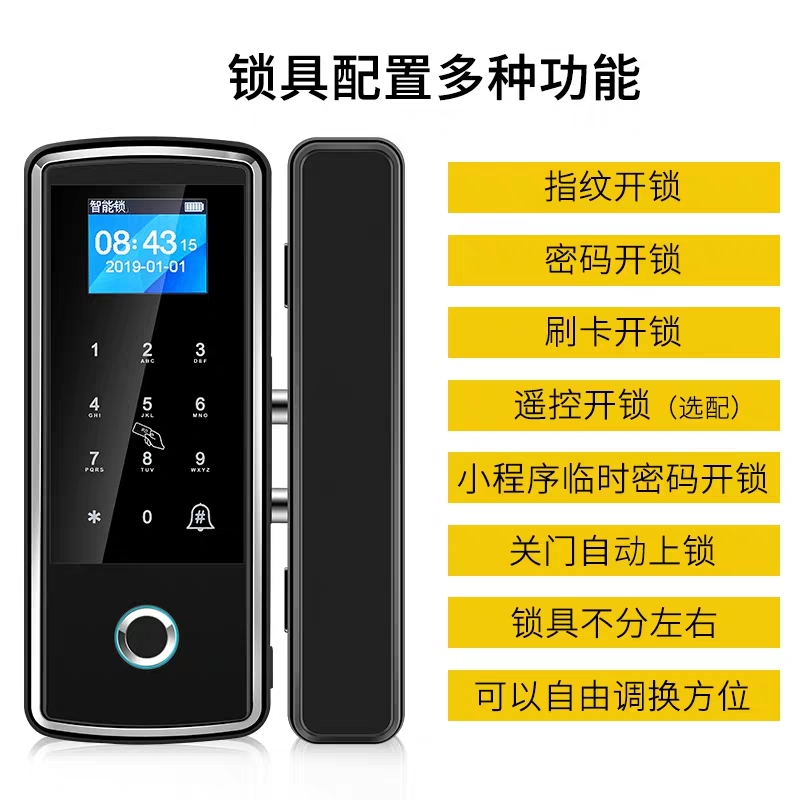 锁具配置多种功能
智能锁
08:43 15
2019-01-01
1
2 ABC
3 DEF
4 GHI
5 JKL
6 MNO
7 PQRS
8 TUV
9 WXYZ
*
0
#
指纹开锁
密码开锁
刷卡开锁
遥控开锁（选配）
小程序临时密码开锁
关门自动上锁
锁具不分左右
可以自由调换方位